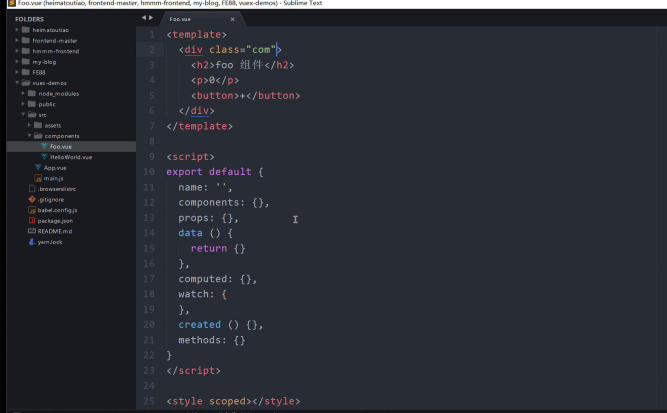 Foo.vue (heimatoutiao, frontend-master, hmmm-frontend, my-blog, FE88, vuex-demos) - Sublime Text
FOLDERS
heimatoutiao
frontend-master
hmmm-frontend
my-blog
FE88
vuex-demos
node_modules
public
src
assets
components
Foo.vue
HelloWorld.vue
App.vue
main.js
.browserslistrc
.gitignore
babel.config.js
package.json
README.md
yarn.lock
Foo.vue
1 <template>
2 <div class="com">
3 <h2>foo 组件</h2>
4 <p>0</p>
5 <button>+</button>
6 </div>
7 </template>
8
9 <script>
10 export default {
11 name: '',
12 components: {},
13 props: {},
14 data () {
15 return {}
16 },
17 computed: {},
18 watch: {
19 },
20 created () {},
21 methods: {}
22 }
23 </script>
24
25 <style scoped></style>